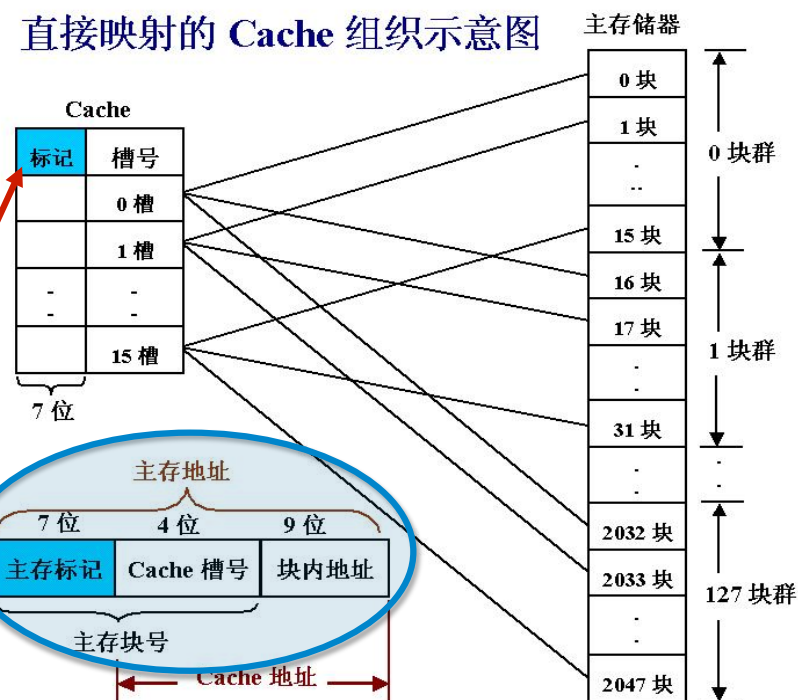 直接映射的 Cache 组织示意图
主存储器
Cache
标记
槽号
0 槽
1 槽
15 槽
7 位
0 块
1 块
15 块
16 块
17 块
31 块
2032 块
2033 块
2047 块
0 块群
1 块群
127 块群
主存地址
7 位
4 位
9 位
主存标记
Cache 槽号
块内地址
主存块号
Cache 地址